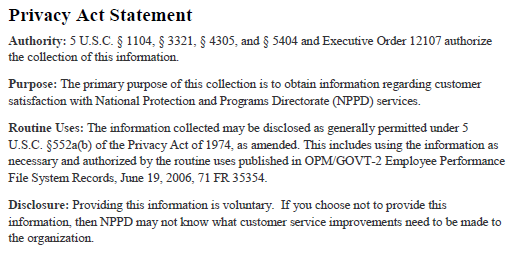 Privacy Act Statement
Authority: 5 U.S.C. § 1104, § 3321, § 4305, and § 5404 and Executive Order 12107 authorize
the collection of this information.
Purpose: The primary purpose of this collection is to obtain information regarding customer
satisfaction with National Protection and Programs Directorate (NPPD) services.
Routine Uses: The information collected may be disclosed as generally permitted under 5
U.S.C. §552a(b) of the Privacy Act of 1974, as amended. This includes using the information as
necessary and authorized by the routine uses published in OPM/GOVT-2 Employee Performance
File System Records, June 19, 2006, 71 FR 35354.
Disclosure: Providing this information is voluntary.  If you choose not to provide this
information, then NPPD may not know what customer service improvements need to be made to
the organization.